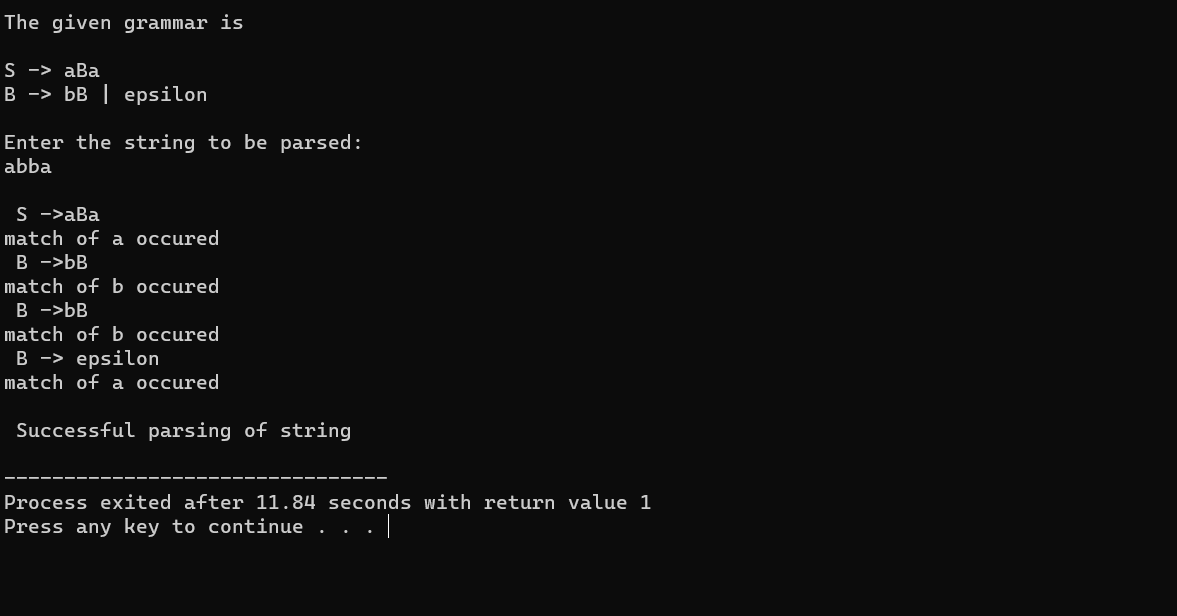 The given grammar is
S -> aBa
B -> bB | epsilon
Enter the string to be parsed:
abba
S ->aBa
match of a occured
B ->bB
match of b occured
B ->bB
match of b occured
B -> epsilon
match of a occured
Successful parsing of string
--------------------------------
Process exited after 11.84 seconds with return value 1
Press any key to continue . . .